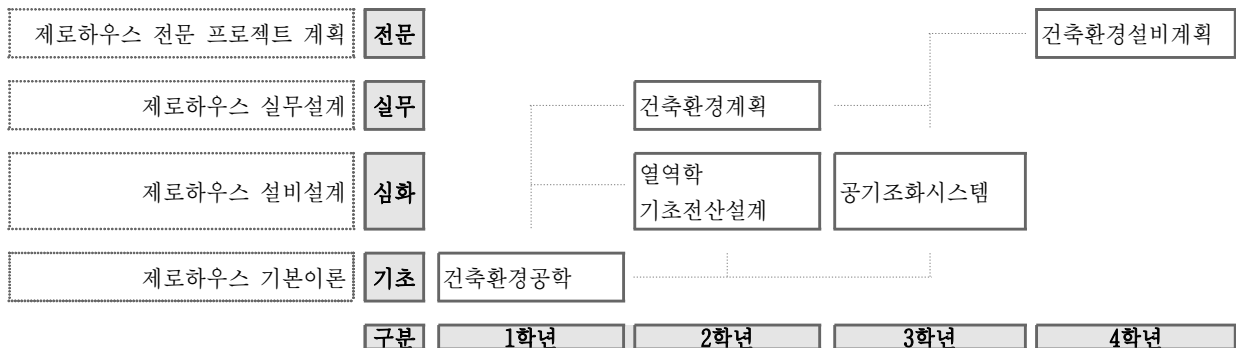 제로하우스 전문 프로젝트 계획 전문 건축환경설비계획
제로하우스 실무설계 실무 건축환경계획
제로하우스 설비설계 심화 열역학 공기조화시스템
기초전산설계
제로하우스 기본이론 기초 건축환경공학
구분 1학년 2학년 3학년 4학년